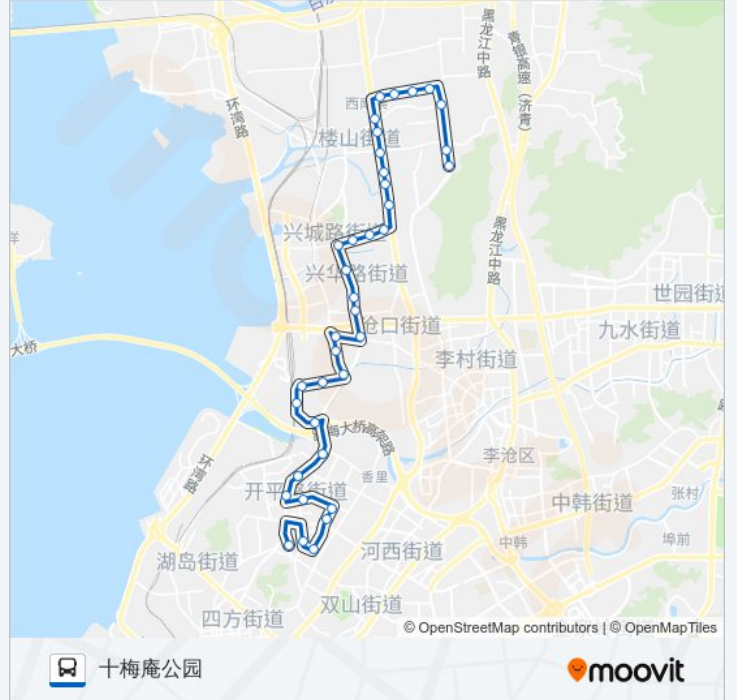 黑龙江中路
青银高速（济青）
环湾路
楼山街道
兴城路街道
黑龙江中路
兴华路街道
世园街道
沧口街道
九水街道
大桥
李村街道
海大桥高架路
环湾路
李沧区
香里
开平路街道
张村
中韩街道
中韩
埠前
河西街道
湖岛街道
双山街道
四方街道
© OpenStreetMap contributors | © OpenMapTiles
十梅庵公园
moovit